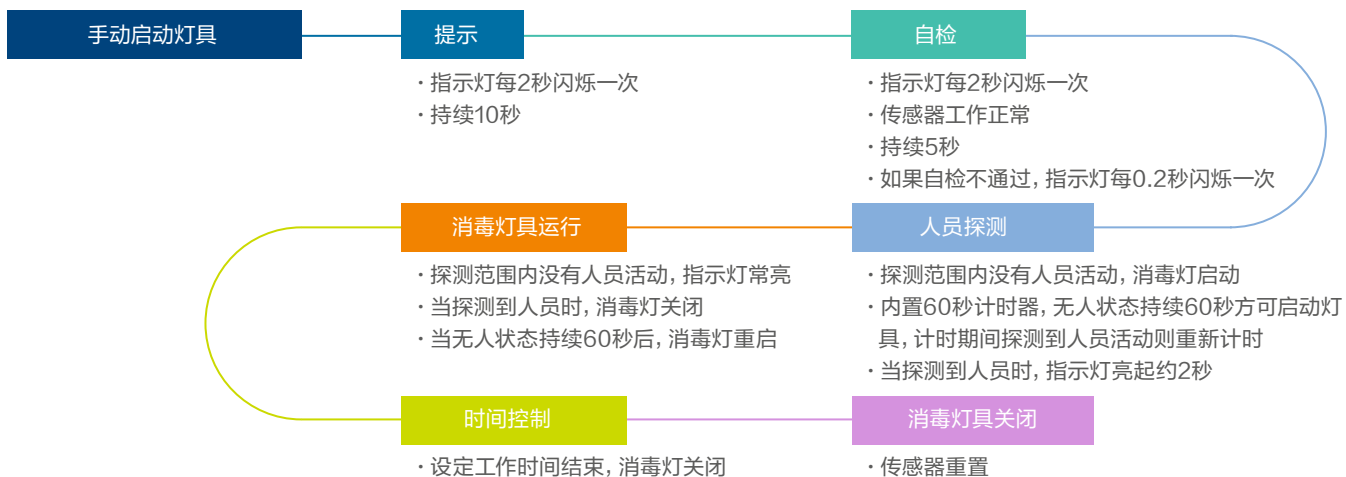 手动启动灯具
提示
· 指示灯每2秒闪烁一次
· 持续10秒
自检
· 指示灯每2秒闪烁一次
· 传感器工作正常
· 持续5秒
· 如果自检不通过, 指示灯每0.2秒闪烁一次
人员探测
· 探测范围内没有人员活动, 消毒灯启动
· 内置60秒计时器, 无人状态持续60秒方可启动灯
具, 计时期间探测到人员活动则重新计时
· 当探测到人员时, 指示灯亮起约2秒
消毒灯具运行
· 探测范围内没有人员活动, 指示灯常亮
· 当探测到人员时, 消毒灯关闭
· 当无人状态持续60秒后, 消毒灯重启
时间控制
· 设定工作时间结束, 消毒灯关闭
消毒灯具关闭
· 传感器重置